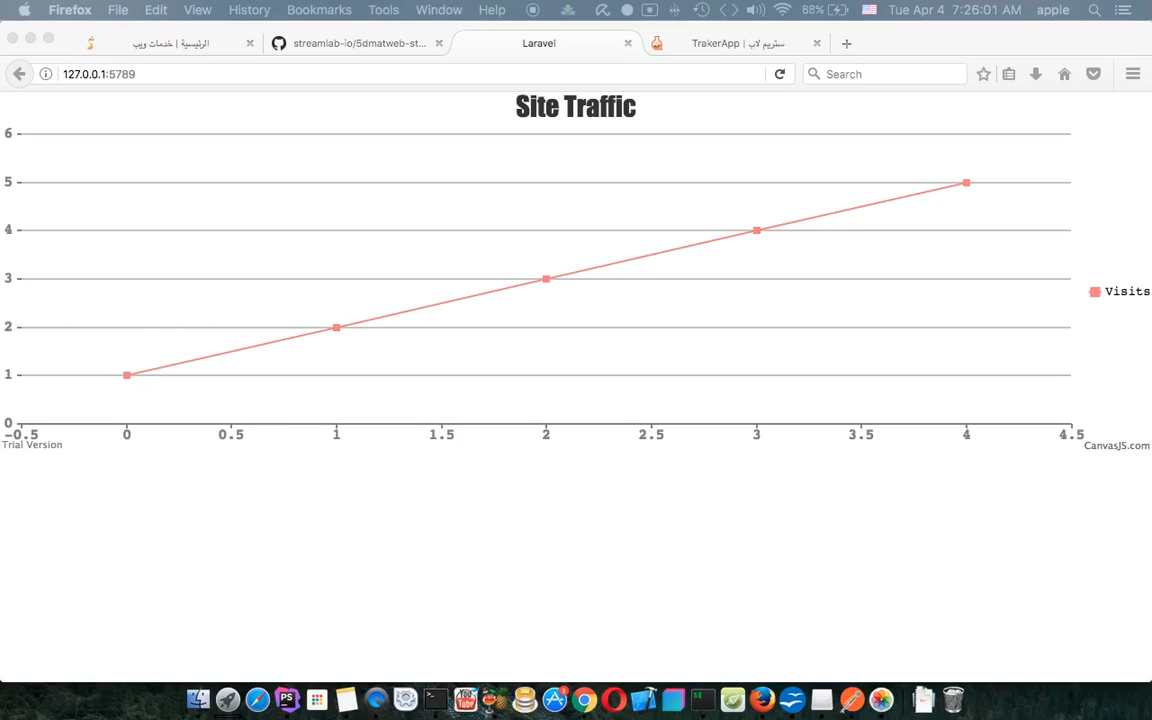 Firefox File Edit View History Bookmarks Tools Window Help 88% Tue Apr 4 7:26:01 AM apple
الرئيسية | خدمات ويب
streamlab-io/5dmatweb-st...
Laravel
TrakerApp | ستريم لاب
127.0.0.1:5789
Search
Site Traffic
6
5
4
3
2
1
0
Visits
-0.5 0 0.5 1 1.5 2 2.5 3 3.5 4 4.5
Trial Version
CanvasJS.com